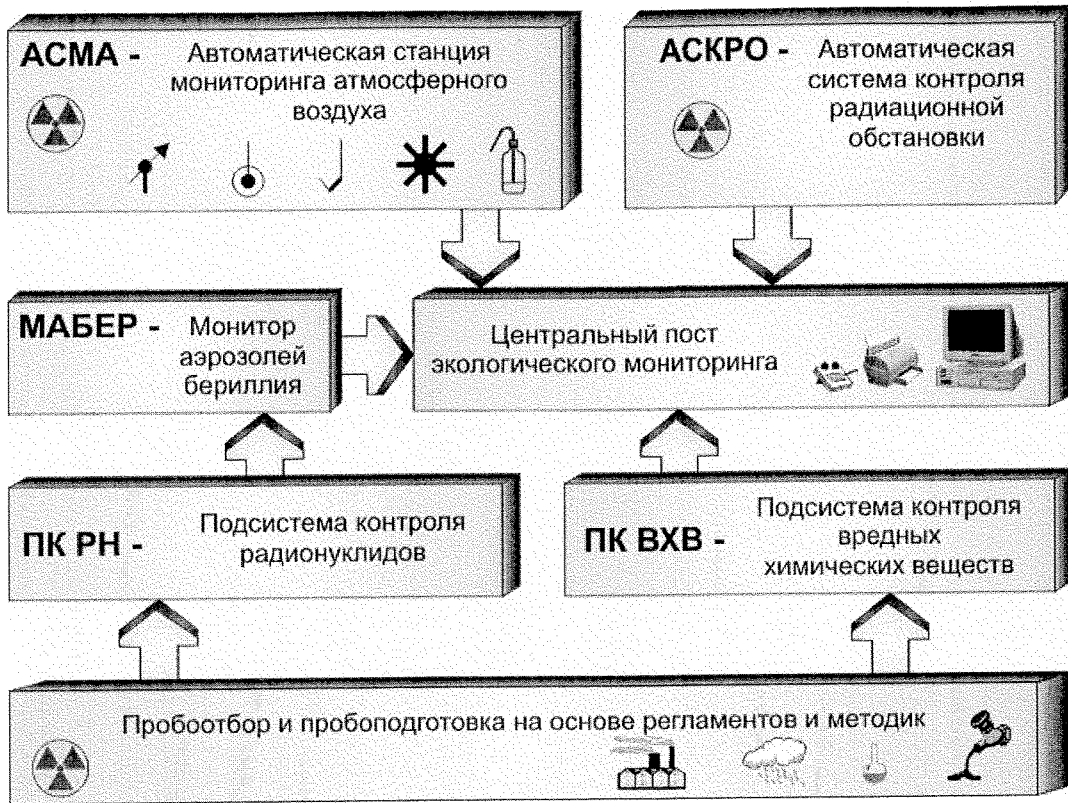 АСМА - Автоматическая станция
мониторинга атмосферного
воздуха
АСКРО - Автоматическая
система контроля
радиационной
обстановки
МАБЕР - Монитор
аэрозолей
бериллия
Центральный пост
экологического мониторинга
ПК РН - Подсистема контроля
радионуклидов
ПК ВХВ - Подсистема контроля
вредных
химических веществ
Пробоотбор и пробоподготовка на основе регламентов и методик